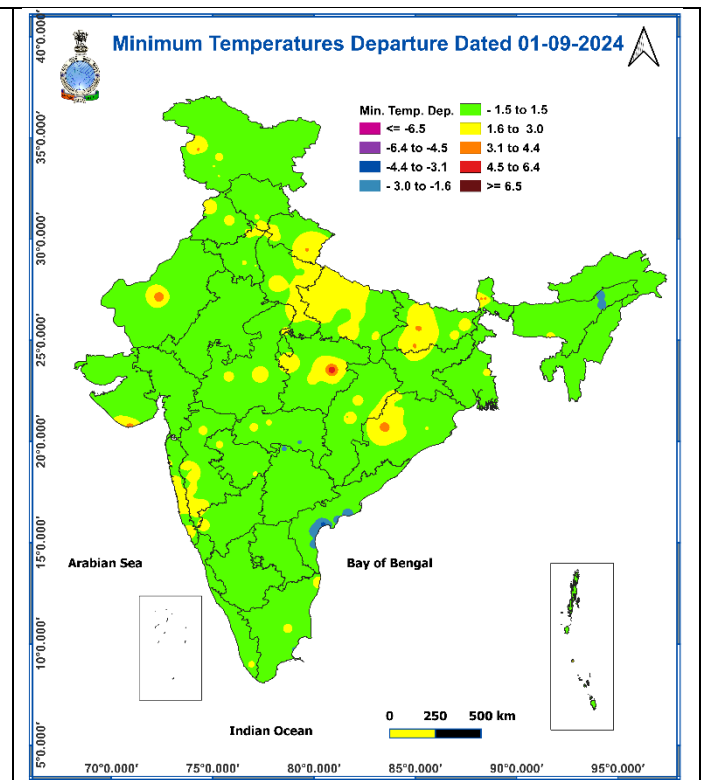 Minimum Temperatures Departure Dated 01-09-2024
Min. Temp. Dep.
<= -6.5
-6.4 to -4.5
-4.4 to -3.1
- 3.0 to -1.6
- 1.5 to 1.5
1.6 to 3.0
3.1 to 4.4
4.5 to 6.4
>= 6.5
40°0.000'
35°0.000'
30°0.000'
25°0.000'
20°0.000'
15°0.000'
10°0.000'
5°0.000'
Arabian Sea
Bay of Bengal
Indian Ocean
0 250 500 km
70°0.000' 75°0.000' 80°0.000' 85°0.000' 90°0.000' 95°0.000'